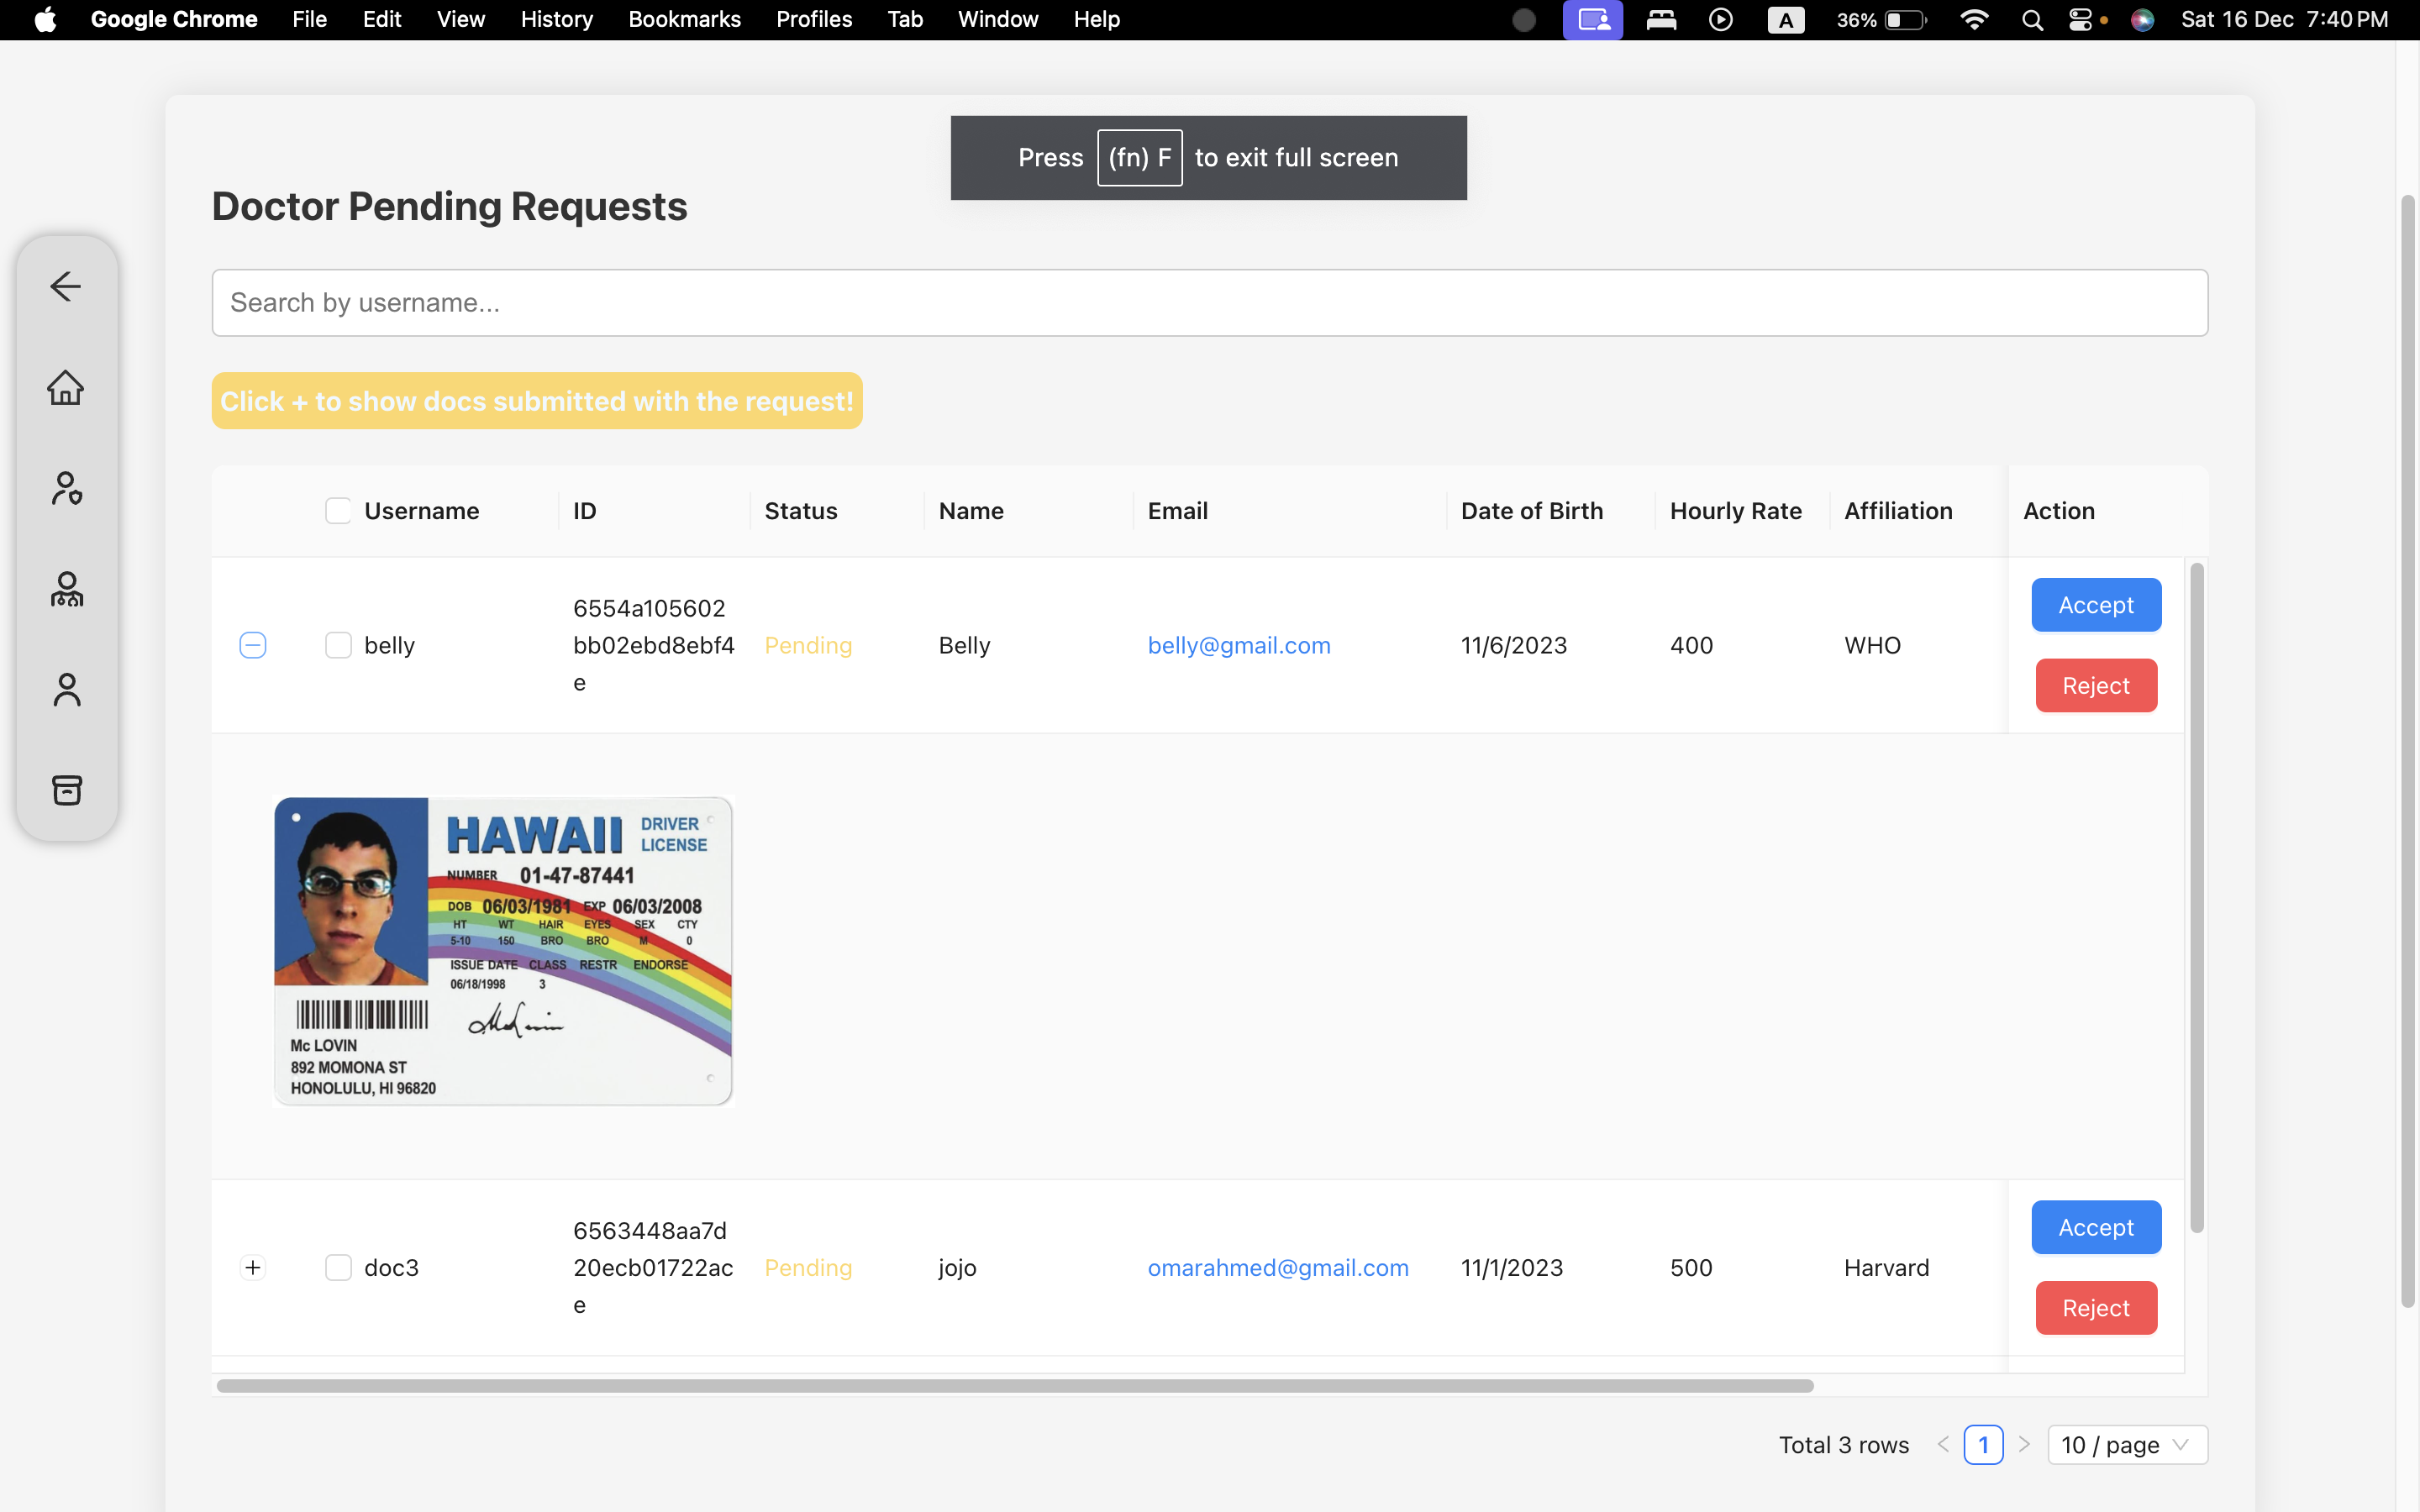 Google Chrome File Edit View History Bookmarks Profiles Tab Window Help A 36% Sat 16 Dec 7:40 PM
Press (fn) F to exit full screen
Doctor Pending Requests
Search by username...
Click + to show docs submitted with the request!
Username ID Status Name Email Date of Birth Hourly Rate Affiliation Action
6554a105602
bb02ebd8ebf4
e
belly Pending Belly belly@gmail.com 11/6/2023 400 WHO
Accept
Reject
HAWAII DRIVER
LICENSE
NUMBER 01-47-87441
DOB 06/03/1981 EXP 06/03/2008
HT WT HAIR EYES SEX CTY
5-10 150 BRO BRO M 0
ISSUE DATE CLASS RESTR ENDORSE
06/18/1998 3
Mc LOVIN
892 MOMONA ST
HONOLULU, HI 96820
6563448aa7d
20ecb01722ac
e
doc3 Pending jojo omarahmed@gmail.com 11/1/2023 500 Harvard
Accept
Reject
Total 3 rows < 1 > 10 / page